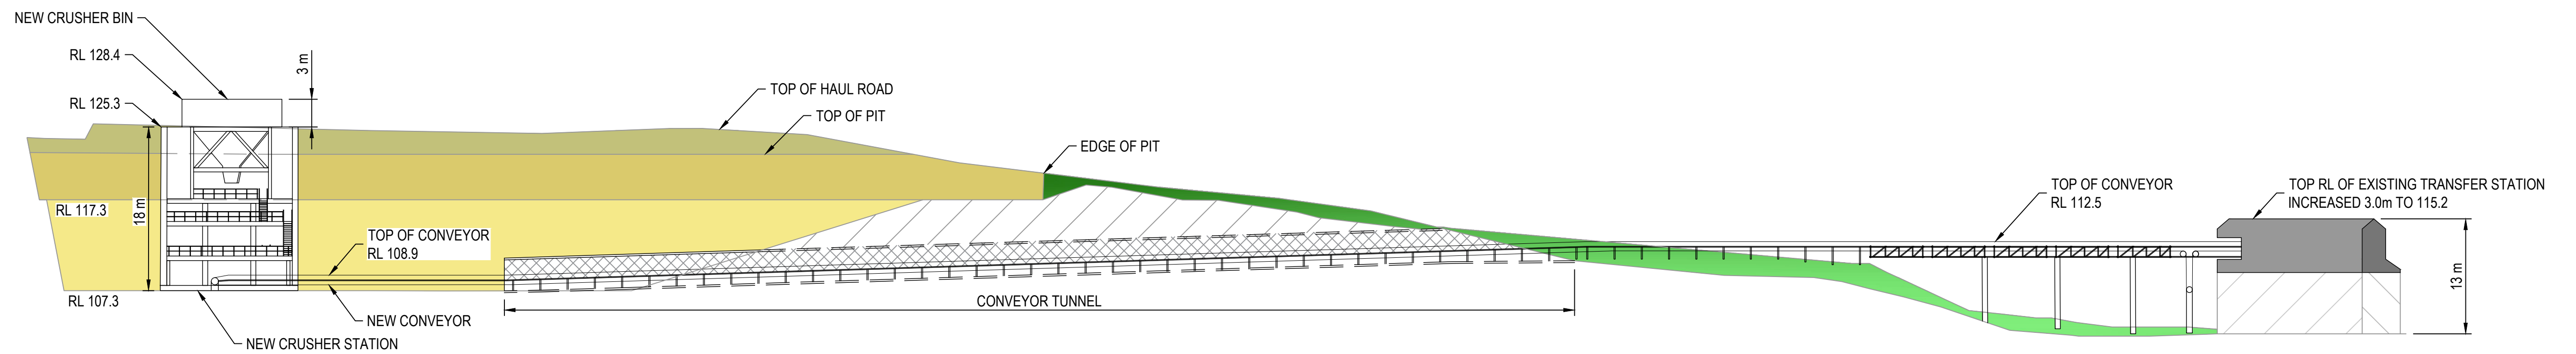 NEW CRUSHER BIN
RL 128.4
3 m
RL 125.3
TOP OF HAUL ROAD
TOP OF PIT
EDGE OF PIT
TOP OF CONVEYOR
RL 112.5
TOP RL OF EXISTING TRANSFER STATION
INCREASED 3.0m TO 115.2
RL 117.3
18 m
TOP OF CONVEYOR
RL 108.9
13 m
RL 107.3
CONVEYOR TUNNEL
NEW CONVEYOR
NEW CRUSHER STATION